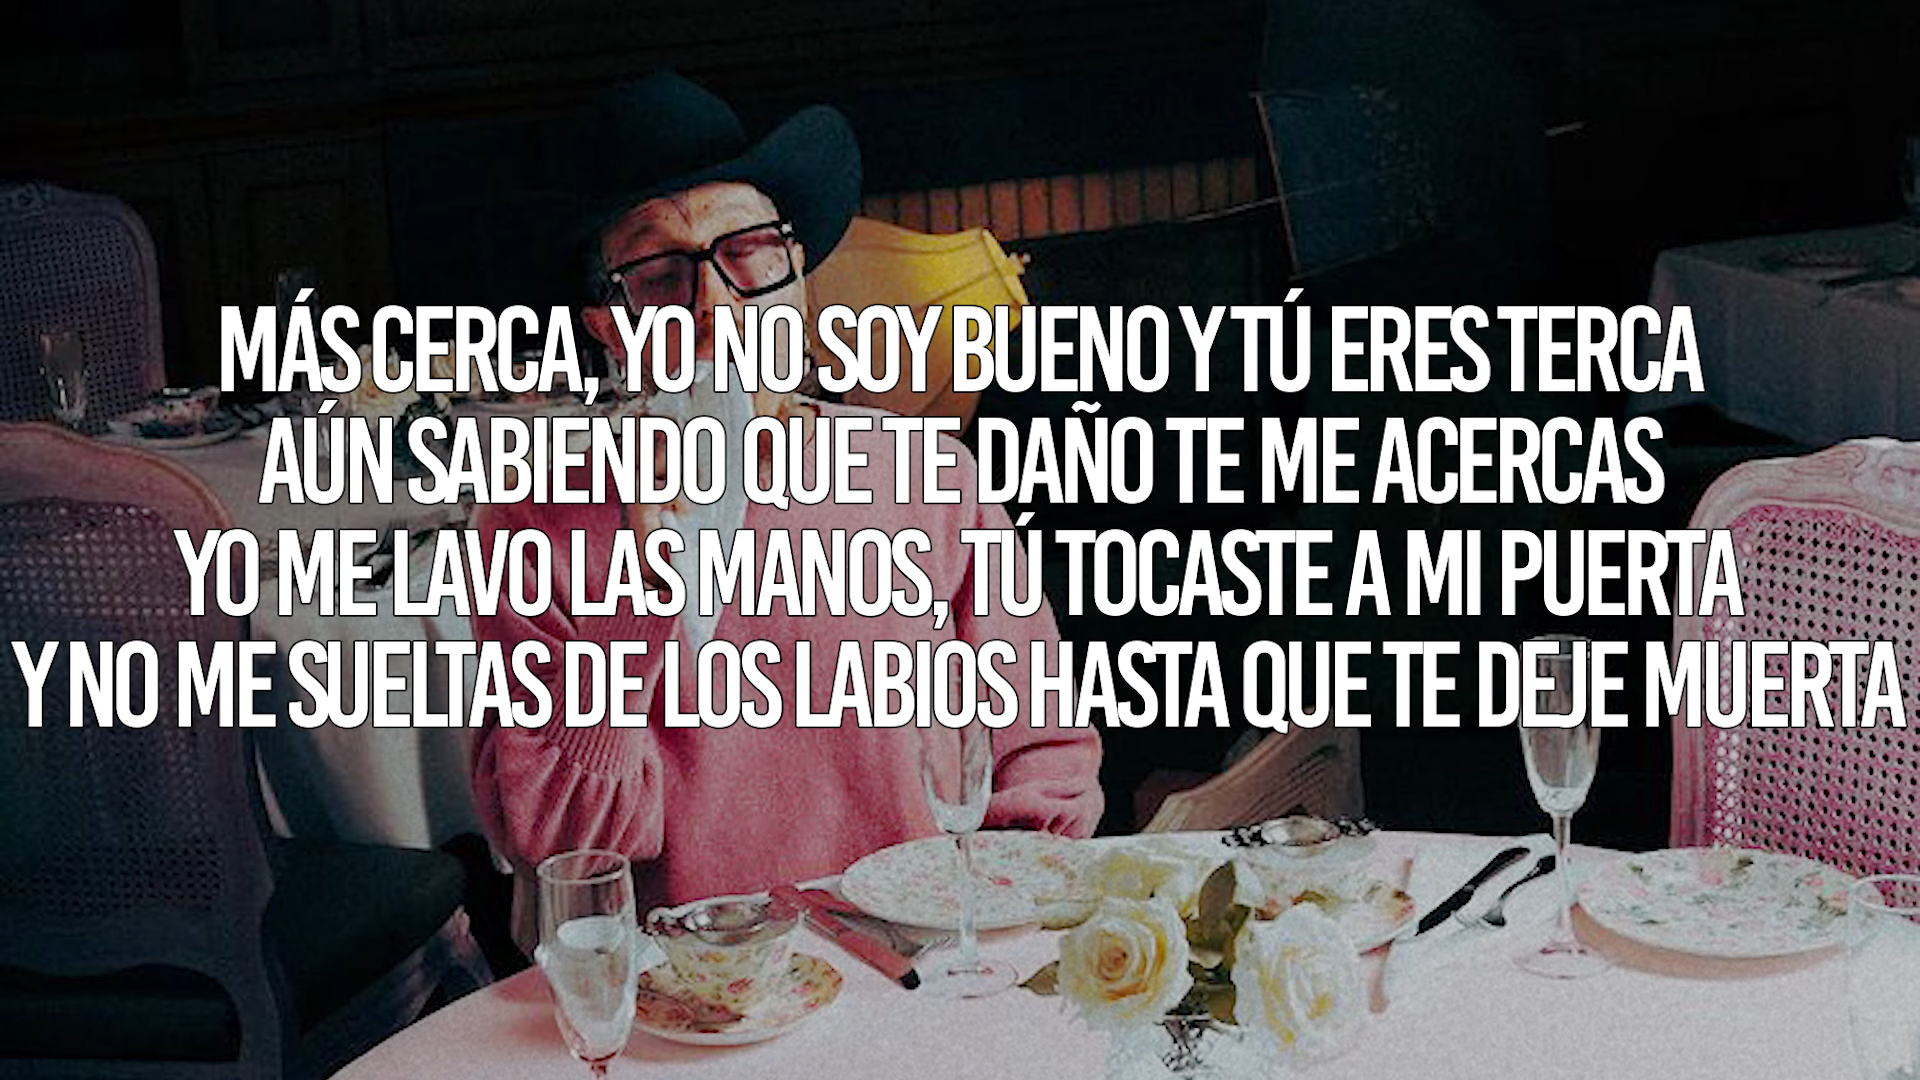 MÁS CERCA, YO NO SOY BUENO Y TÚ ERES TERCA
AÚN SABIENDO QUE TE DAÑO TE ME ACERCAS
YO ME LAVO LAS MANOS, TÚ TOCASTE A MI PUERTA
Y NO ME SUELTAS DE LOS LABIOS HASTA QUE TE DEJE MUERTA